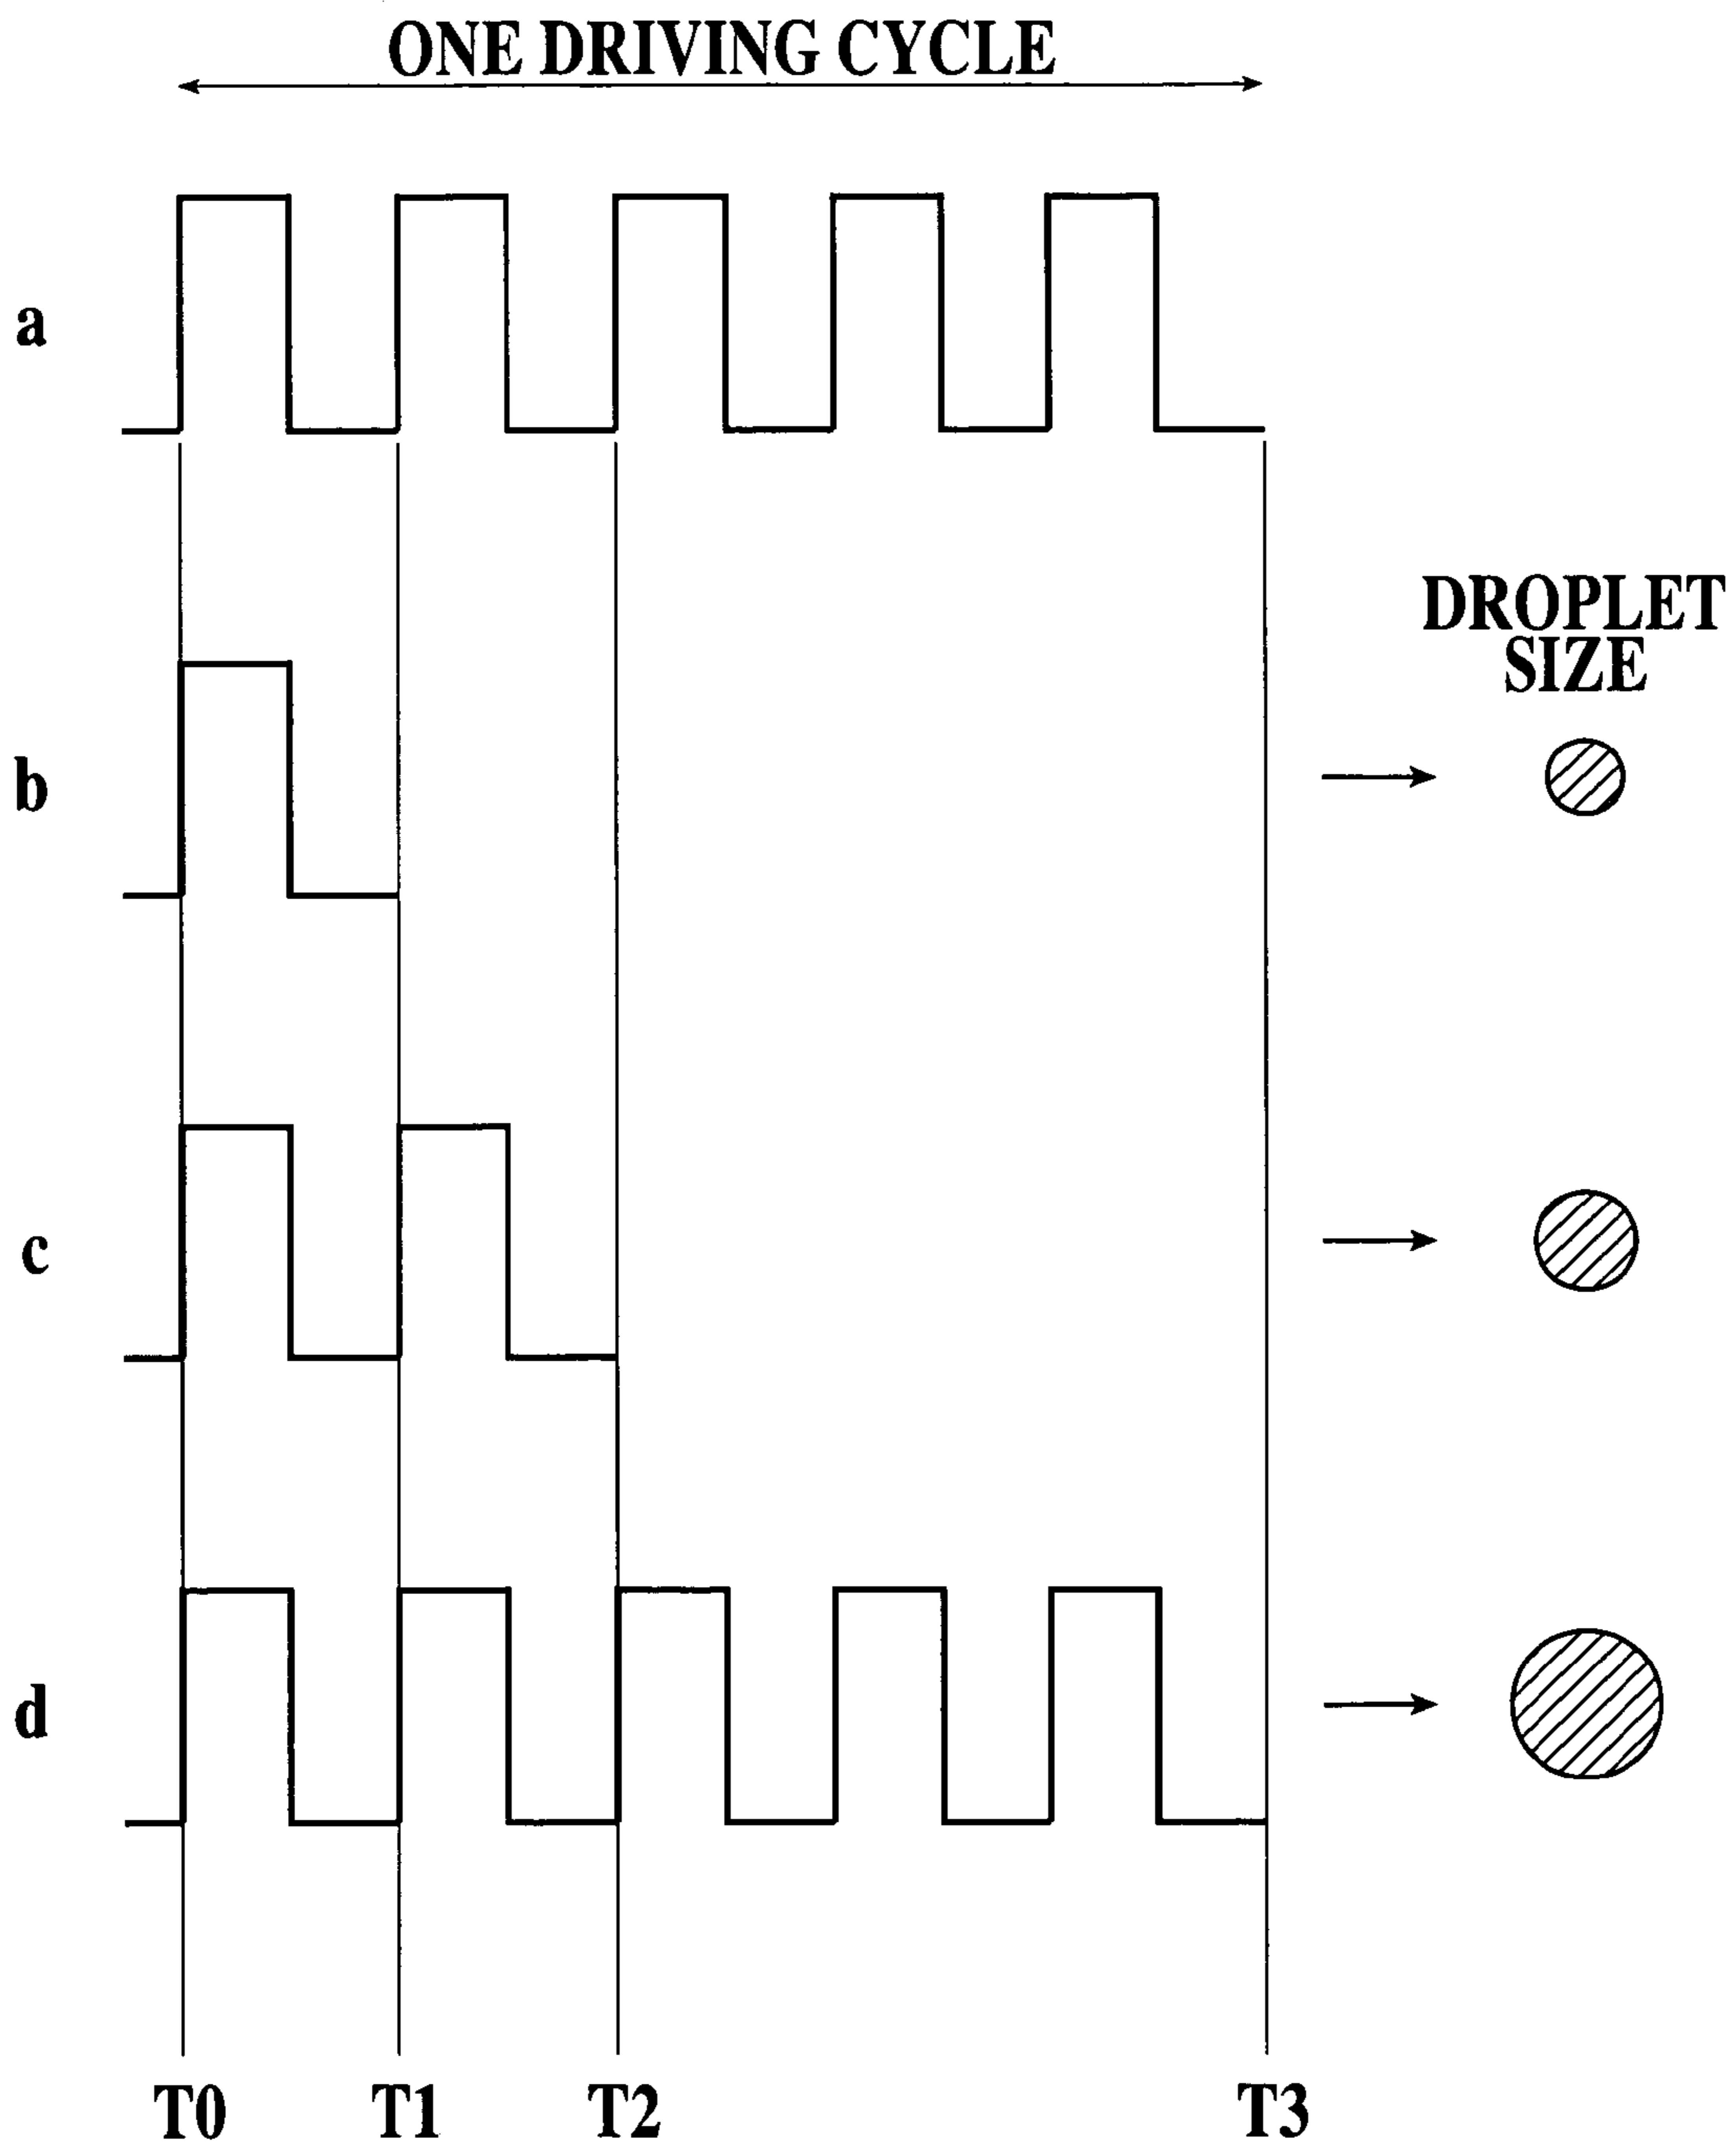 ONE DRIVING CYCLE
a
DROPLET
SIZE
b
c
d
T0 T1 T2 T3